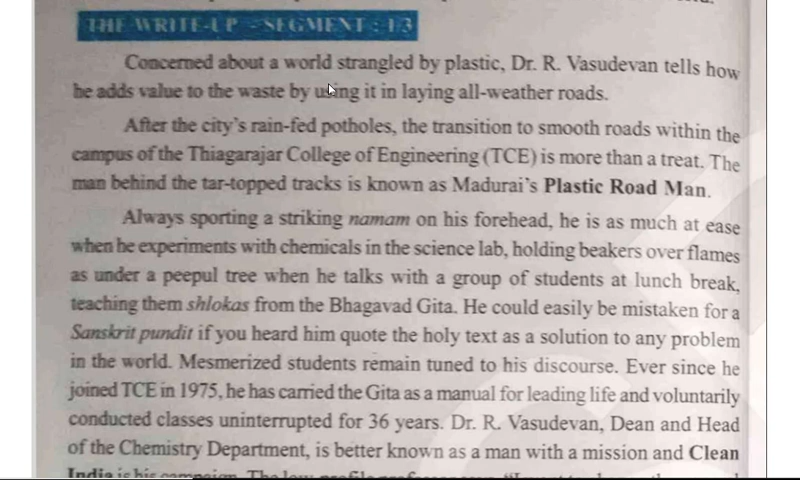 THE WRITE-UP – SEGMENT : 13
Concerned about a world strangled by plastic, Dr. R. Vasudevan tells how
he adds value to the waste by using it in laying all-weather roads.
After the city's rain-fed potholes, the transition to smooth roads within the
campus of the Thiagarajar College of Engineering (TCE) is more than a treat. The
man behind the tar-topped tracks is known as Madurai's Plastic Road Man.
Always sporting a striking namam on his forehead, he is as much at ease
when he experiments with chemicals in the science lab, holding beakers over flames
as under a peepul tree when he talks with a group of students at lunch break,
teaching them shlokas from the Bhagavad Gita. He could easily be mistaken for a
Sanskrit pundit if you heard him quote the holy text as a solution to any problem
in the world. Mesmerized students remain tuned to his discourse. Ever since he
joined TCE in 1975, he has carried the Gita as a manual for leading life and voluntarily
conducted classes uninterrupted for 36 years. Dr. R. Vasudevan, Dean and Head
of the Chemistry Department, is better known as a man with a mission and Clean
India is his campaign. The